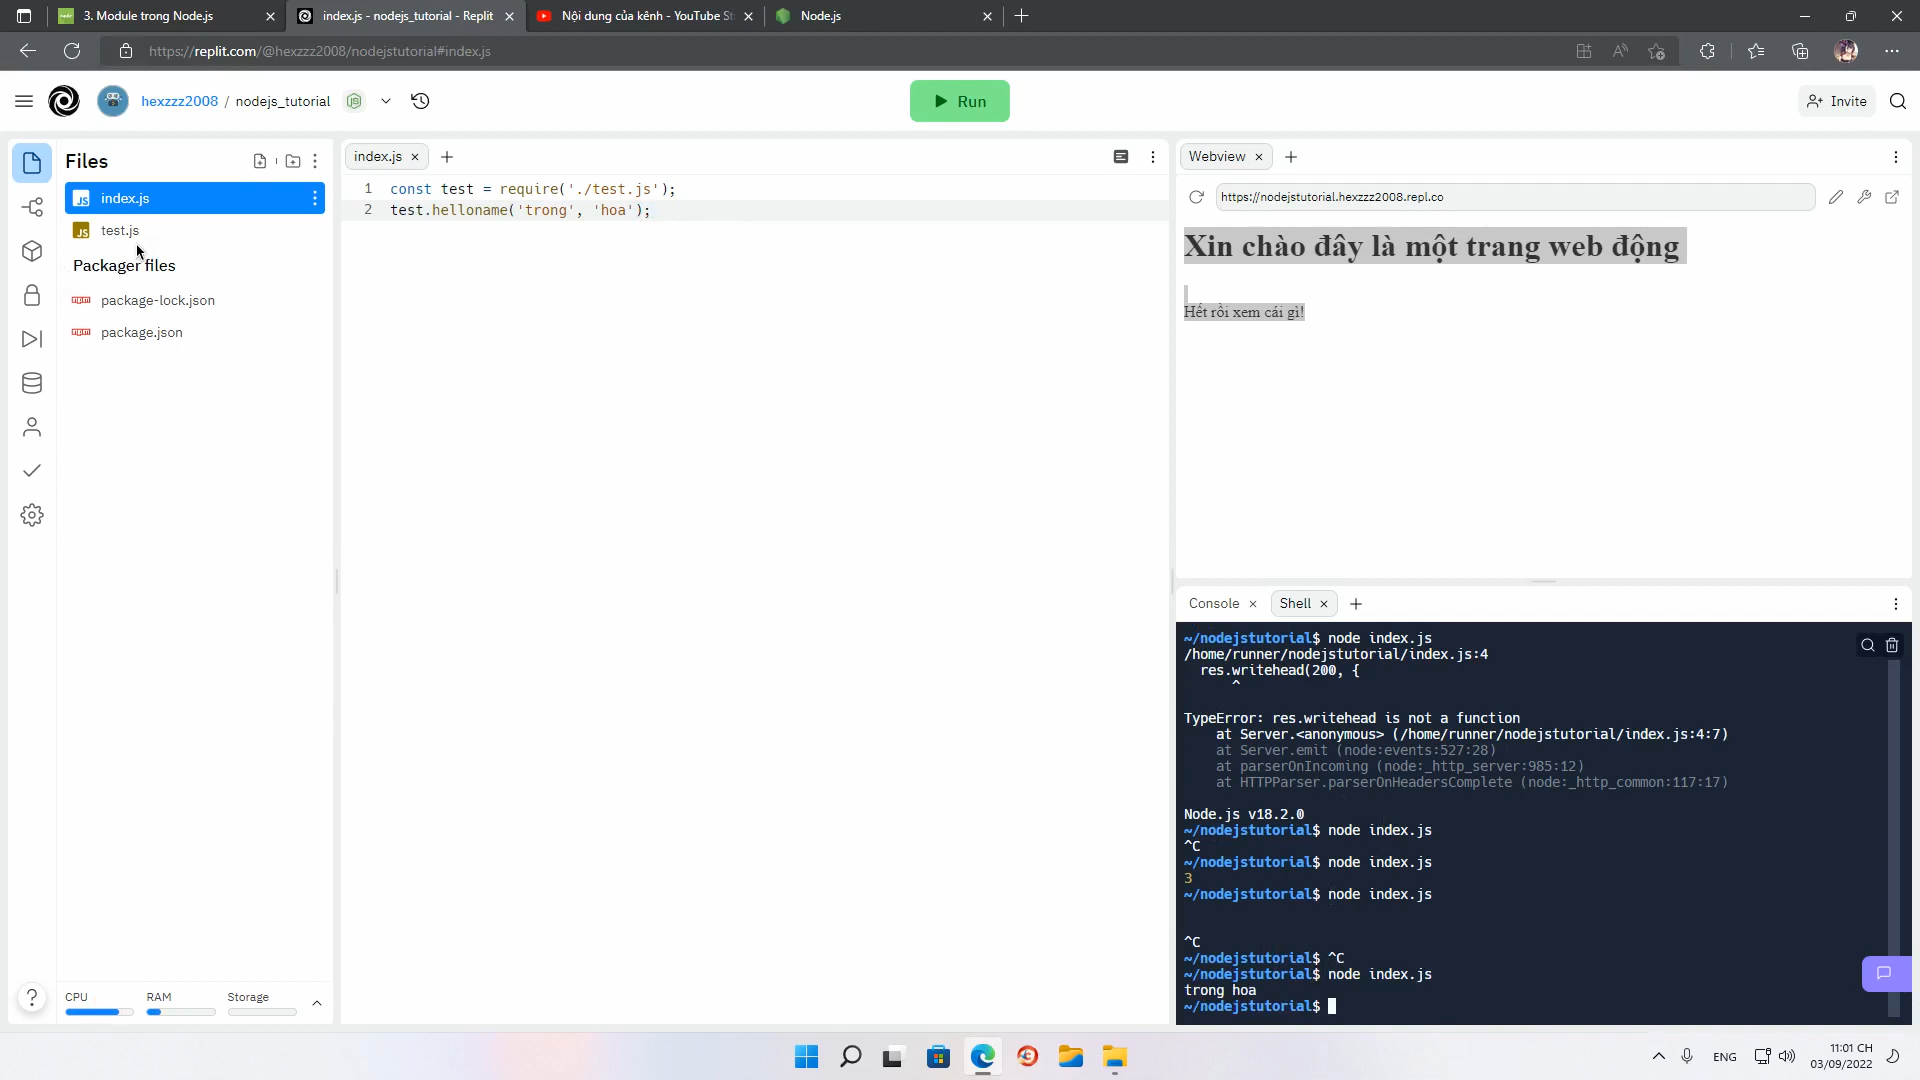 3. Module trong Node.js
index.js - nodejs_tutorial - Replit
Nội dung của kênh - YouTube St
Node.js
https://replit.com/@hexzzz2008/nodejstutorial#index.js
hexzzz2008 / nodejs_tutorial
Run
Invite
Files
index.js
test.js
Packager files
package-lock.json
package.json
CPU
RAM
Storage
index.js
1 const test = require('./test.js');
2 test.helloname('trong', 'hoa');
Webview
https://nodejstutorial.hexzzz2008.repl.co
Xin chào đây là một trang web động
Hết rồi xem cái gì!
Console
Shell
~/nodejstutorial$ node index.js
/home/runner/nodejstutorial/index.js:4
res.writehead(200, {
^
TypeError: res.writehead is not a function
at Server.<anonymous> (/home/runner/nodejstutorial/index.js:4:7)
at Server.emit (node:events:527:28)
at parserOnIncoming (node:_http_server:985:12)
at HTTPParser.parserOnHeadersComplete (node:_http_common:117:17)
Node.js v18.2.0
~/nodejstutorial$ node index.js
^C
~/nodejstutorial$ node index.js
3
~/nodejstutorial$ node index.js
^C
~/nodejstutorial$ ^C
~/nodejstutorial$ node index.js
trong hoa
~/nodejstutorial$
ENG
11:01 CH
03/09/2022